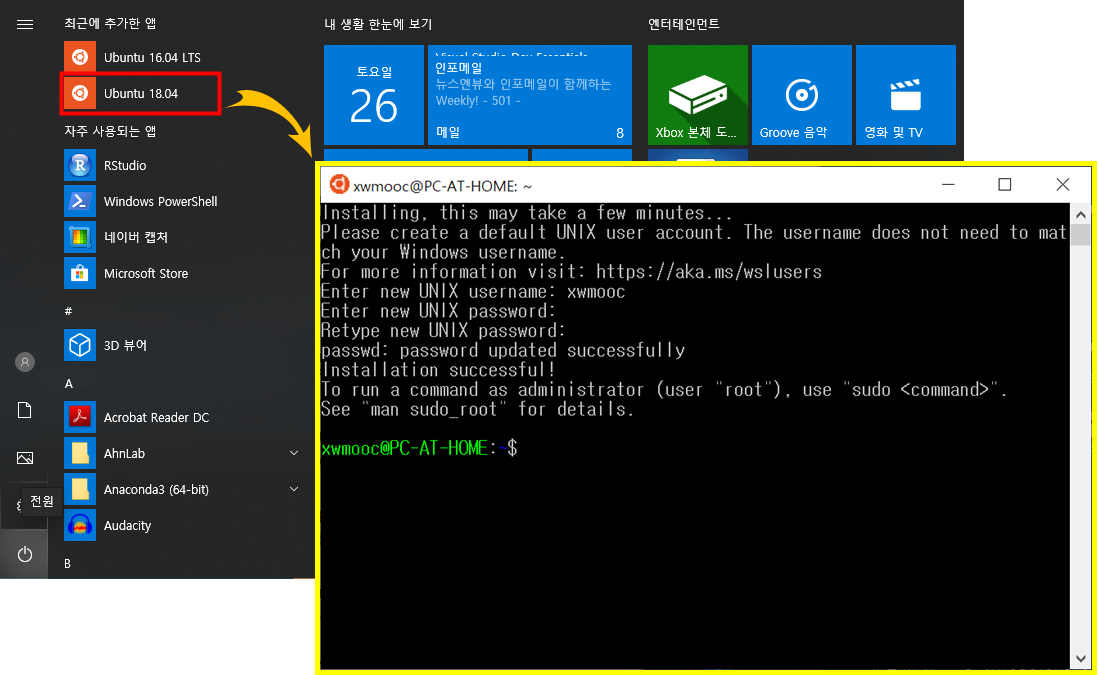 최근에 추가한 앱
Ubuntu 16.04 LTS
Ubuntu 18.04
자주 사용되는 앱
RStudio
Windows PowerShell
네이버 캡처
Microsoft Store
#
3D 뷰어
A
Acrobat Reader DC
AhnLab
Anaconda3 (64-bit)
Audacity
B
전원
내 생활 한눈에 보기
토요일
26
Visual Studio Dev Essentials
인포메일
뉴스앤뷰와 인포메일이 함께하는
Weekly! - 501 -
메일 8
엔터테인먼트
Xbox 본체 도...
Groove 음악
영화 및 TV
xwmooc@PC-AT-HOME: ~
Installing, this may take a few minutes...
Please create a default UNIX user account. The username does not need to mat
ch your Windows username.
For more information visit: https://aka.ms/wslusers
Enter new UNIX username: xwmooc
Enter new UNIX password:
Retype new UNIX password:
passwd: password updated successfully
Installation successful!
To run a command as administrator (user "root"), use "sudo <command>".
See "man sudo_root" for details.
xwmooc@PC-AT-HOME:~$